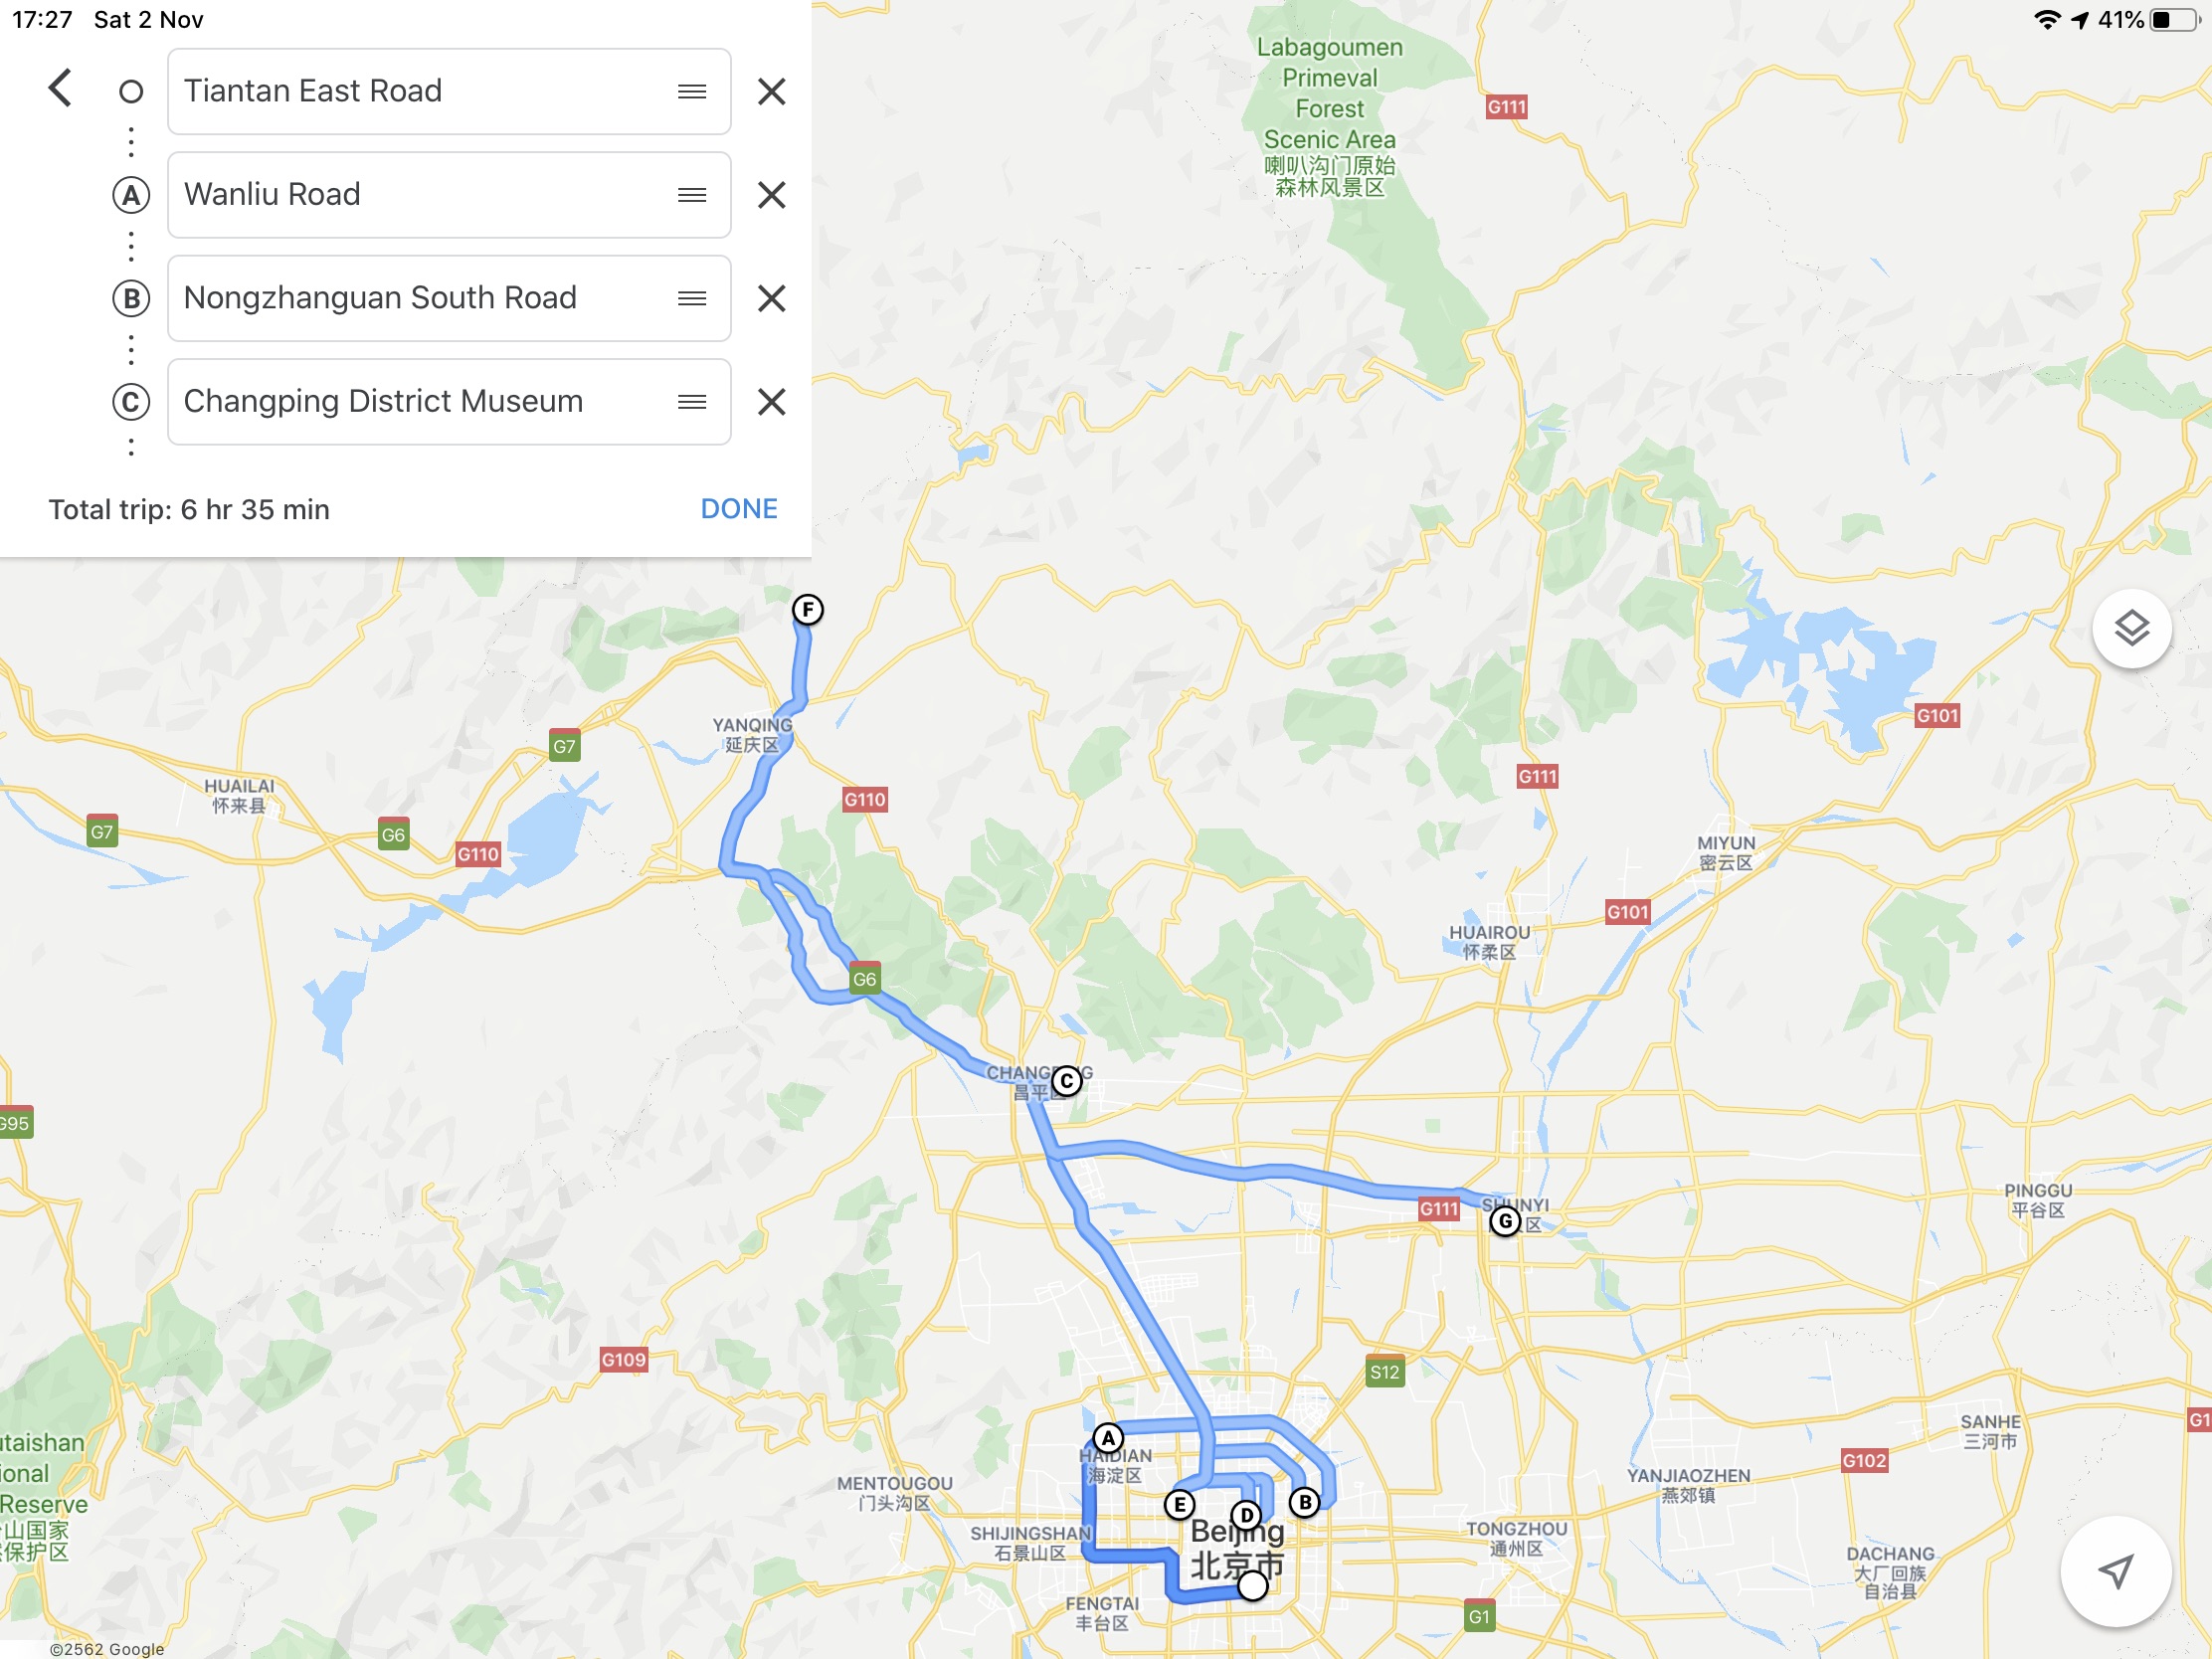 17:27 Sat 2 Nov
41%
Tiantan East Road
A Wanliu Road
B Nongzhanguan South Road
C Changping District Museum
Total trip: 6 hr 35 min
DONE
Labagoumen
Primeval
Forest
Scenic Area
喇叭沟门原始
森林风景区
G111
F
YANQING
延庆区
G7
G101
HUAILAI
怀来县
G110
G111
G7
G6
G110
MIYUN
密云区
G101
HUAIROU
怀柔区
G6
CHANGPING
昌平区
C
G95
G111
SHUNYI
G
PINGGU
平谷区
G109
S12
A
HAIDIAN
海淀区
SANHE
三河市
G1
G102
utaishan
ional
Reserve
山国家
保护区
MENTOUGOU
门头沟区
YANJIAOZHEN
燕郊镇
E
D
B
Beijing
北京市
SHIJINGSHAN
石景山区
TONGZHOU
通州区
DACHANG
大厂回族
自治县
FENGTAI
丰台区
G1
©2562 Google